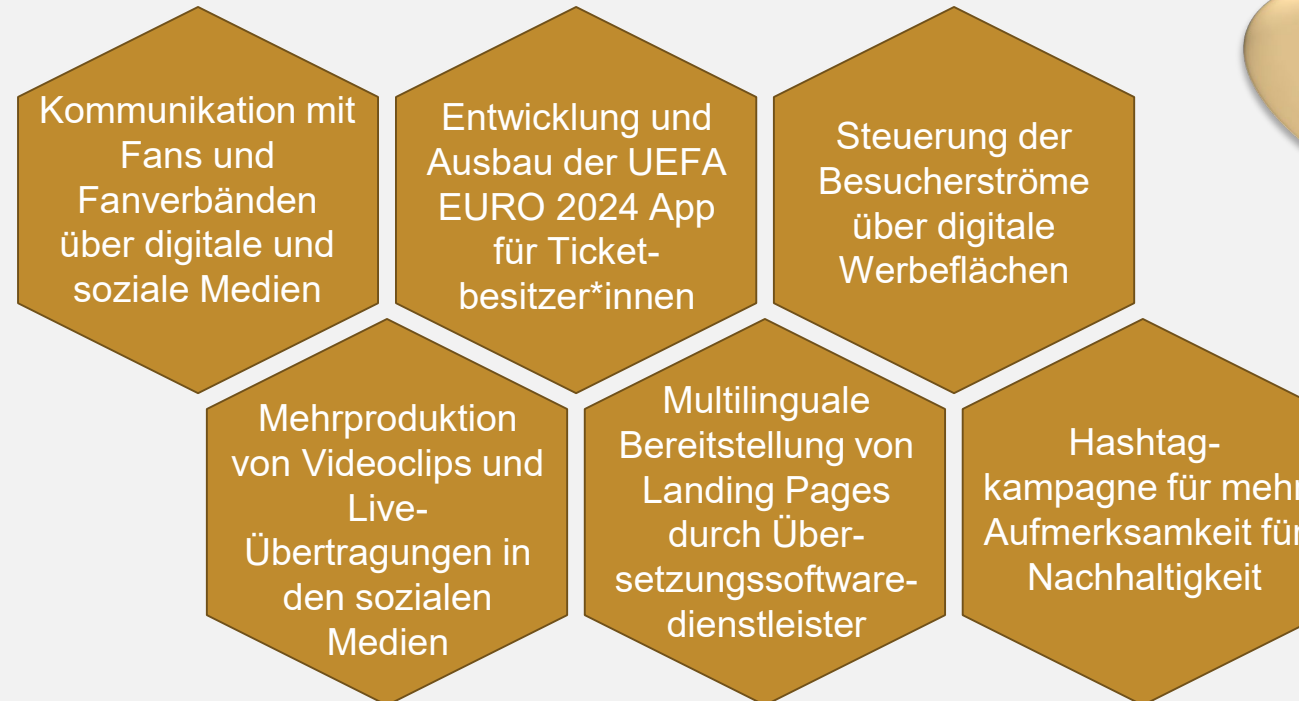 Kommunikation mit
Fans und
Fanverbänden
über digitale und
soziale Medien
Entwicklung und
Ausbau der UEFA
EURO 2024 App
für Ticket-
besitzer*innen
Steuerung der
Besucherströme
über digitale
Werbeflächen
Mehrproduktion
von Videoclips und
Live-
Übertragungen in
den sozialen
Medien
Multilinguale
Bereitstellung von
Landing Pages
durch Über-
setzungssoftware-
dienstleister
Hashtag-
kampagne für mehr
Aufmerksamkeit für
Nachhaltigkeit